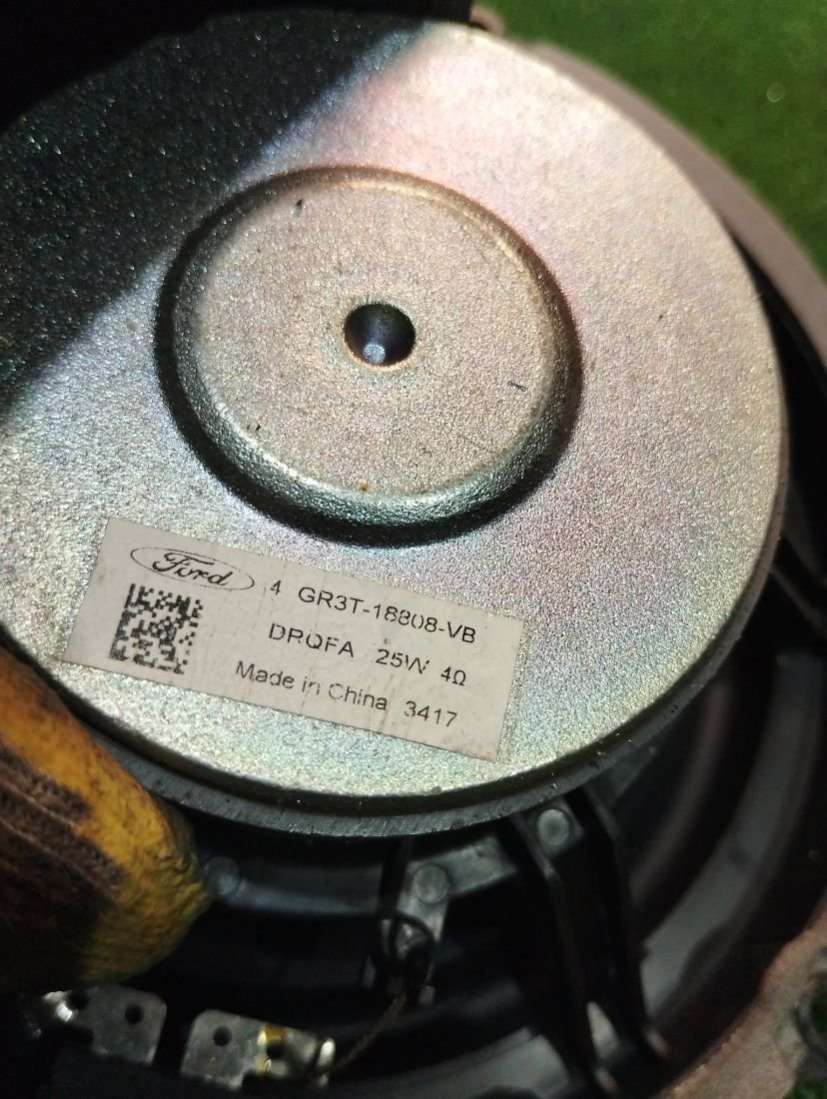 Ford 4 GR3T-18808-VB
DRQFA 25W 4Ω
Made in China 3417